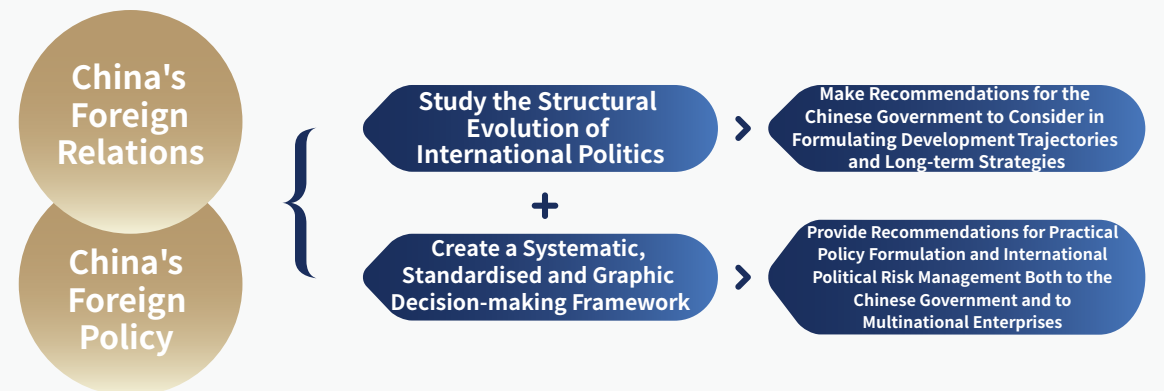 China's
Foreign
Relations
China's
Foreign
Policy
Study the Structural
Evolution of
International Politics
Make Recommendations for the
Chinese Government to Consider in
Formulating Development Trajectories
and Long-term Strategies
+
Create a Systematic,
Standardised and Graphic
Decision-making Framework
Provide Recommendations for Practical
Policy Formulation and International
Political Risk Management Both to the
Chinese Government and to
Multinational Enterprises